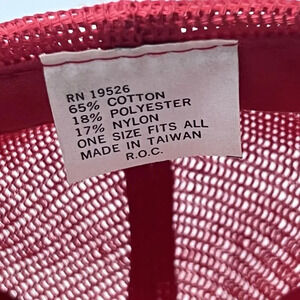 RN 19526
65% COTTON
18% POLYESTER
17% NYLON
ONE SIZE FITS ALL
MADE IN TAIWAN
R.O.C.